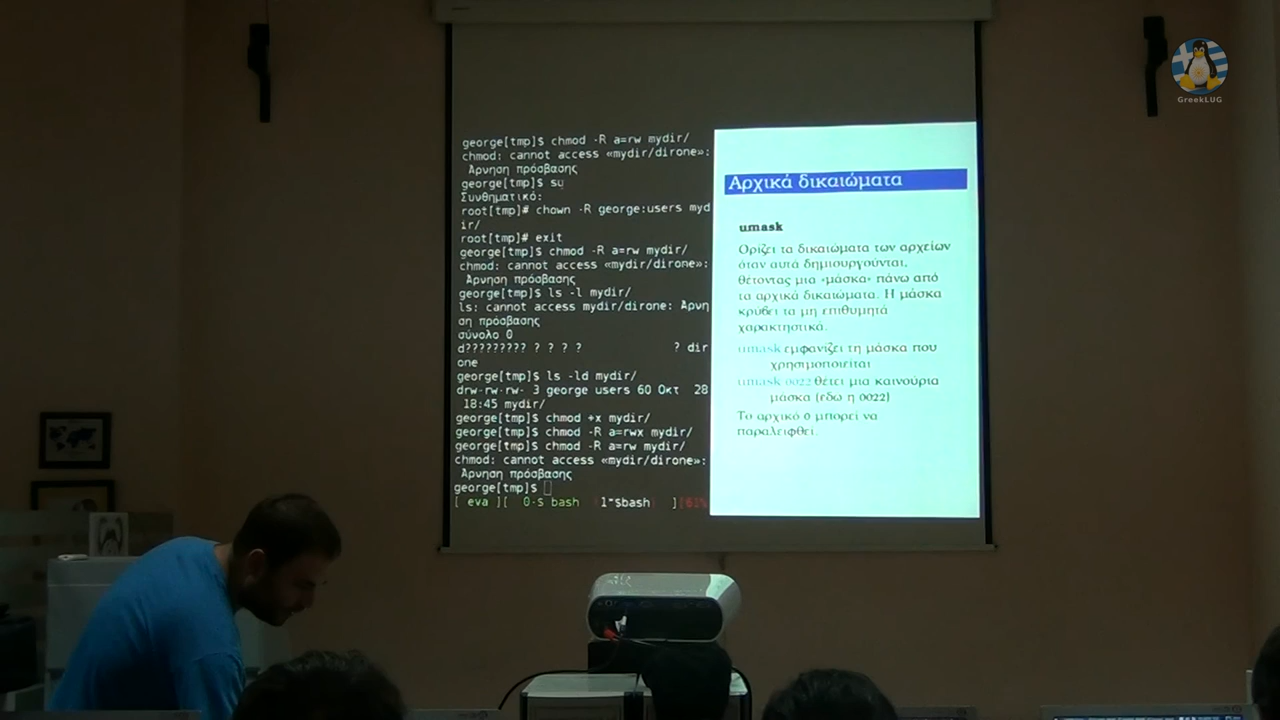 GreekLUG
george[tmp]$ chmod -R a=rw mydir/
chmod: cannot access «mydir/dirone»:
Άρνηση πρόσβασης
george[tmp]$ su
Συνθηματικό:
root[tmp]# chown -R george:users myd
ir/
root[tmp]# exit
george[tmp]$ chmod -R a=rw mydir/
chmod: cannot access «mydir/dirone»:
Άρνηση πρόσβασης
george[tmp]$ ls -l mydir/
ls: cannot access mydir/dirone: Άρνη
ση πρόσβασης
σύνολο 0
d????????? ? ? ? ? ? dir
one
george[tmp]$ ls -ld mydir/
drw-rw-rw- 3 george users 60 Οκτ 28
18:45 mydir/
george[tmp]$ chmod +x mydir/
george[tmp]$ chmod -R a=rwx mydir/
george[tmp]$ chmod -R a=rw mydir/
chmod: cannot access «mydir/dirone»:
Άρνηση πρόσβασης
george[tmp]$
[ eva ][ 0-$ bash (1*$bash) ][61%
Αρχικά δικαιώματα
umask
Ορίζει τα δικαιώματα των αρχείων
όταν αυτά δημιουργούνται,
θέτοντας μια «μάσκα» πάνω από
τα αρχικά δικαιώματα. Η μάσκα
κρύβει τα μη επιθυμητά
χαρακτηστικά.
umask εμφανίζει τη μάσκα που
χρησιμοποιείται
umask 0022 θέτει μια καινούρια
μάσκα (εδώ η 0022)
Το αρχικό 0 μπορεί να
παραλειφθεί.